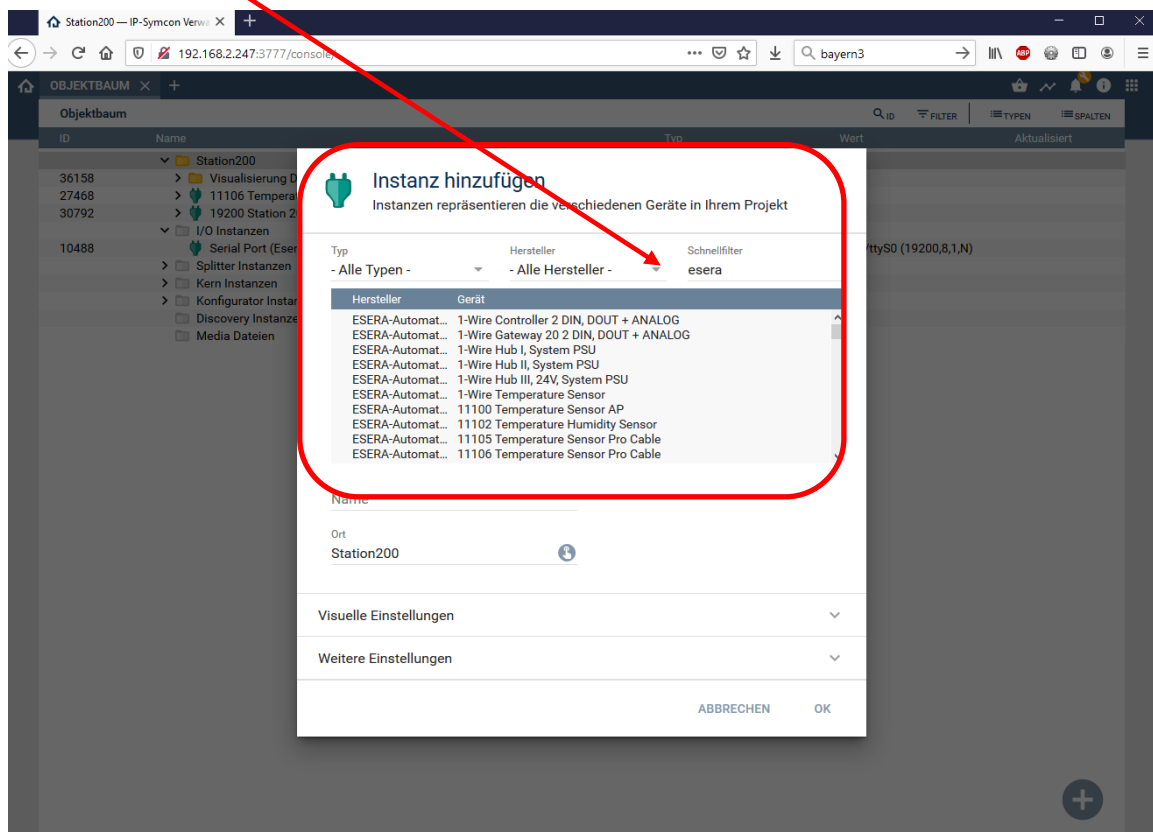 Station200 — IP-Symcon Verwa
192.168.2.247:3777/console/
bayern3
ABP
OBJEKTBAUM
Objektbaum
ID FILTER TYPEN SPALTEN
ID Name Typ Wert Aktualisiert
Station200
36158 Visualisierung D
27468 11106 Tempera
30792 19200 Station 2
I/O Instanzen
10488 Serial Port (Eser /ttyS0 (19200,8,1,N)
Splitter Instanzen
Kern Instanzen
Konfigurator Instan
Discovery Instanze
Media Dateien
Instanz hinzufügen
Instanzen repräsentieren die verschiedenen Geräte in Ihrem Projekt
Typ Hersteller Schnellfilter
- Alle Typen - - Alle Hersteller - esera
Hersteller Gerät
ESERA-Automat... 1-Wire Controller 2 DIN, DOUT + ANALOG
ESERA-Automat... 1-Wire Gateway 20 2 DIN, DOUT + ANALOG
ESERA-Automat... 1-Wire Hub I, System PSU
ESERA-Automat... 1-Wire Hub II, System PSU
ESERA-Automat... 1-Wire Hub III, 24V, System PSU
ESERA-Automat... 1-Wire Temperature Sensor
ESERA-Automat... 11100 Temperature Sensor AP
ESERA-Automat... 11102 Temperature Humidity Sensor
ESERA-Automat... 11105 Temperature Sensor Pro Cable
ESERA-Automat... 11106 Temperature Sensor Pro Cable
Name
Ort
Station200
Visuelle Einstellungen
Weitere Einstellungen
ABBRECHEN OK